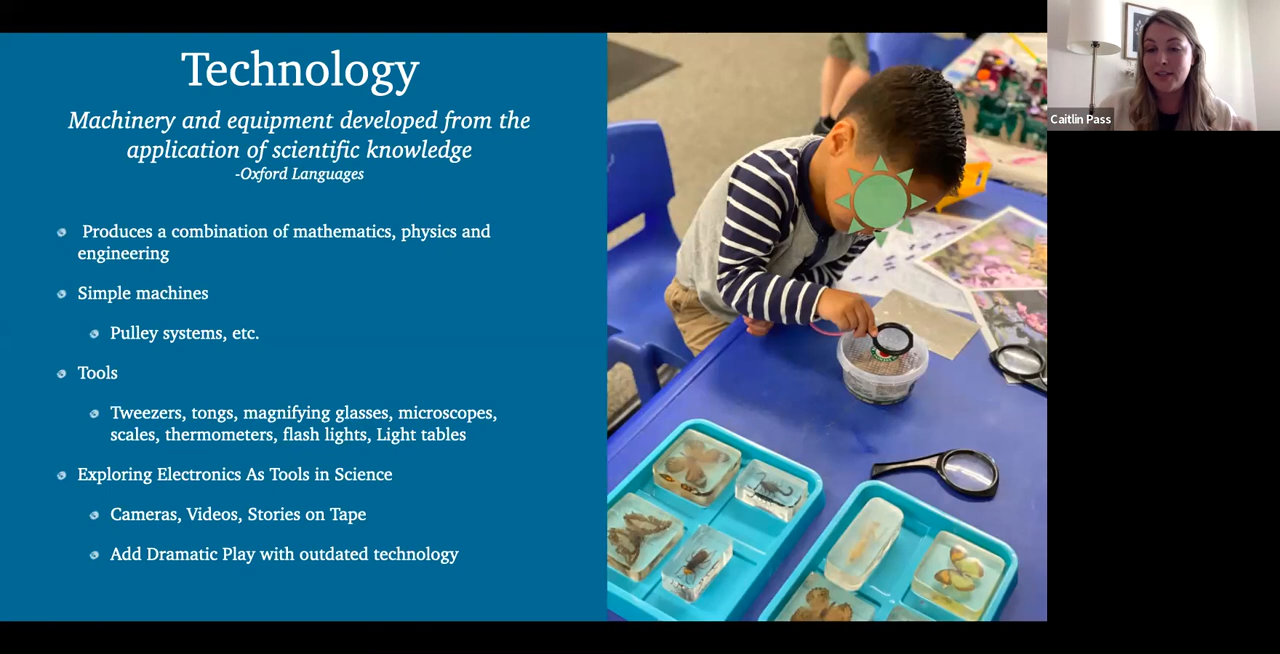 Technology
Machinery and equipment developed from the
application of scientific knowledge
-Oxford Languages
Produces a combination of mathematics, physics and
engineering
Simple machines
Pulley systems, etc.
Tools
Tweezers, tongs, magnifying glasses, microscopes,
scales, thermometers, flash lights, Light tables
Exploring Electronics As Tools in Science
Cameras, Videos, Stories on Tape
Add Dramatic Play with outdated technology
Caitlin Pass